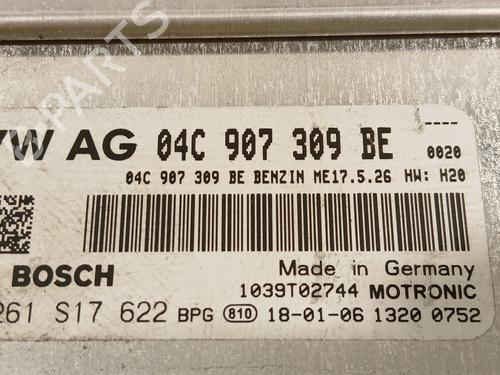 VW AG 04C 907 309 BE
----
0020
04C 907 309 BE BENZIN ME17.5.26 HW: H20
BOSCH
Made in Germany
1039T02744 MOTRONIC
261 S17 622 BPG 810 18-01-06 1320 0752